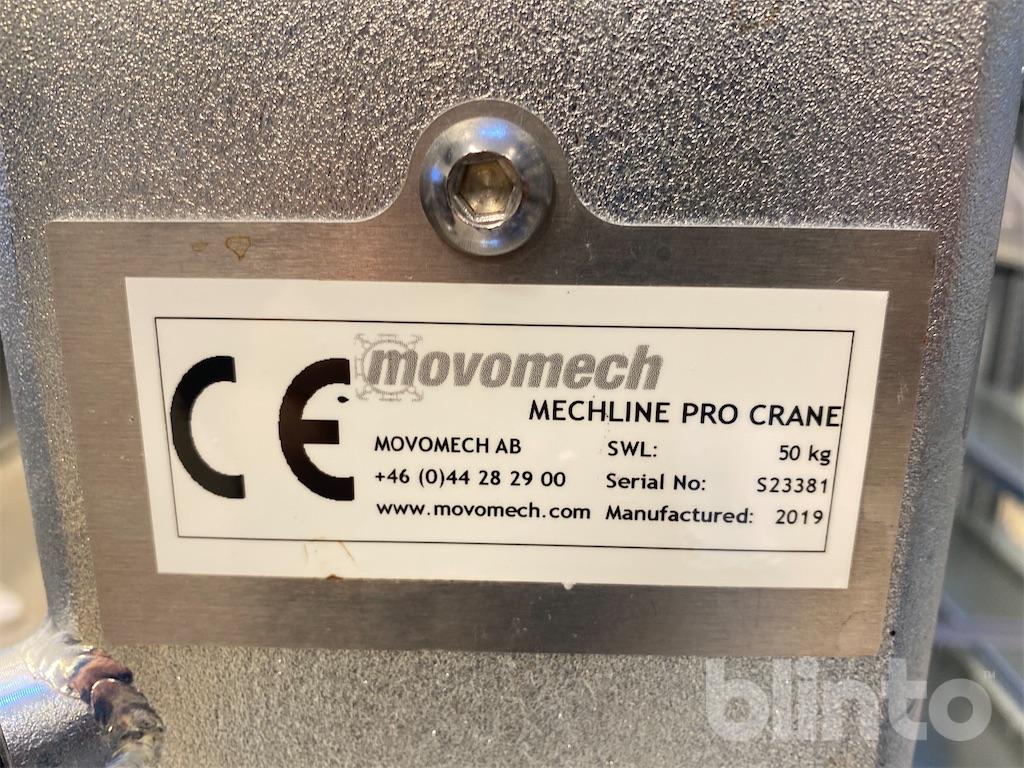 CE
movomech
MECHLINE PRO CRANE
MOVOMECH AB
+46 (0)44 28 29 00
www.movomech.com
SWL: 50 kg
Serial No: S23381
Manufactured: 2019
blinto™